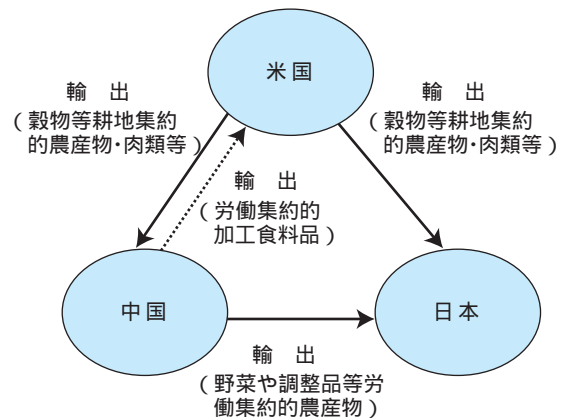 米国
輸 出
(穀物等耕地集約
的農産物・肉類等)
輸 出
(穀物等耕地集約
的農産物・肉類等)
輸 出
(労働集約的
加工食料品)
中国
日本
輸 出
(野菜や調整品等労
働集約的農産物)